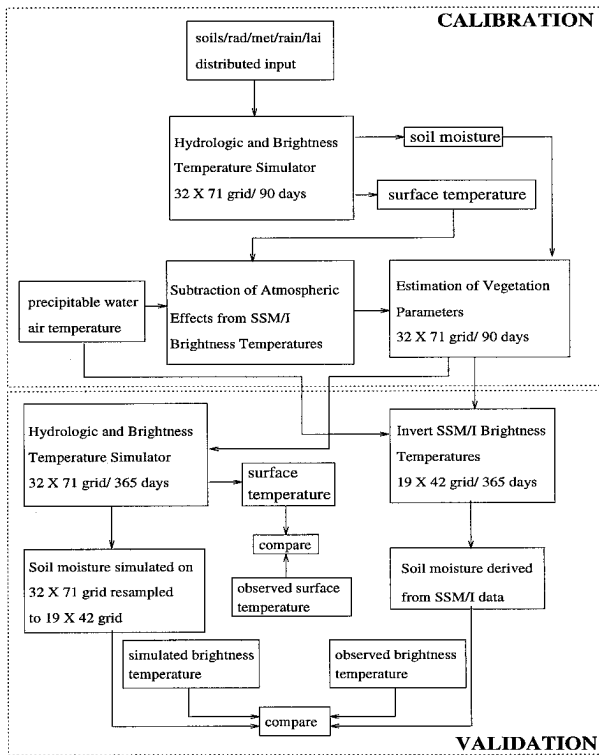 CALIBRATION
soils/rad/met/rain/lai
distributed input
Hydrologic and Brightness
Temperature Simulator
32 X 71 grid/ 90 days
soil moisture
surface temperature
precipitable water
air temperature
Subtraction of Atmospheric
Effects from SSM/I
Brightness Temperatures
Estimation of Vegetation
Parameters
32 X 71 grid/ 90 days
Hydrologic and Brightness
Temperature Simulator
32 X 71 grid/ 365 days
surface
temperature
compare
observed surface
temperature
Invert SSM/I Brightness
Temperatures
19 X 42 grid/ 365 days
Soil moisture simulated on
32 X 71 grid resampled
to 19 X 42 grid
Soil moisture derived
from SSM/I data
simulated brightness
temperature
observed brightness
temperature
compare
VALIDATION